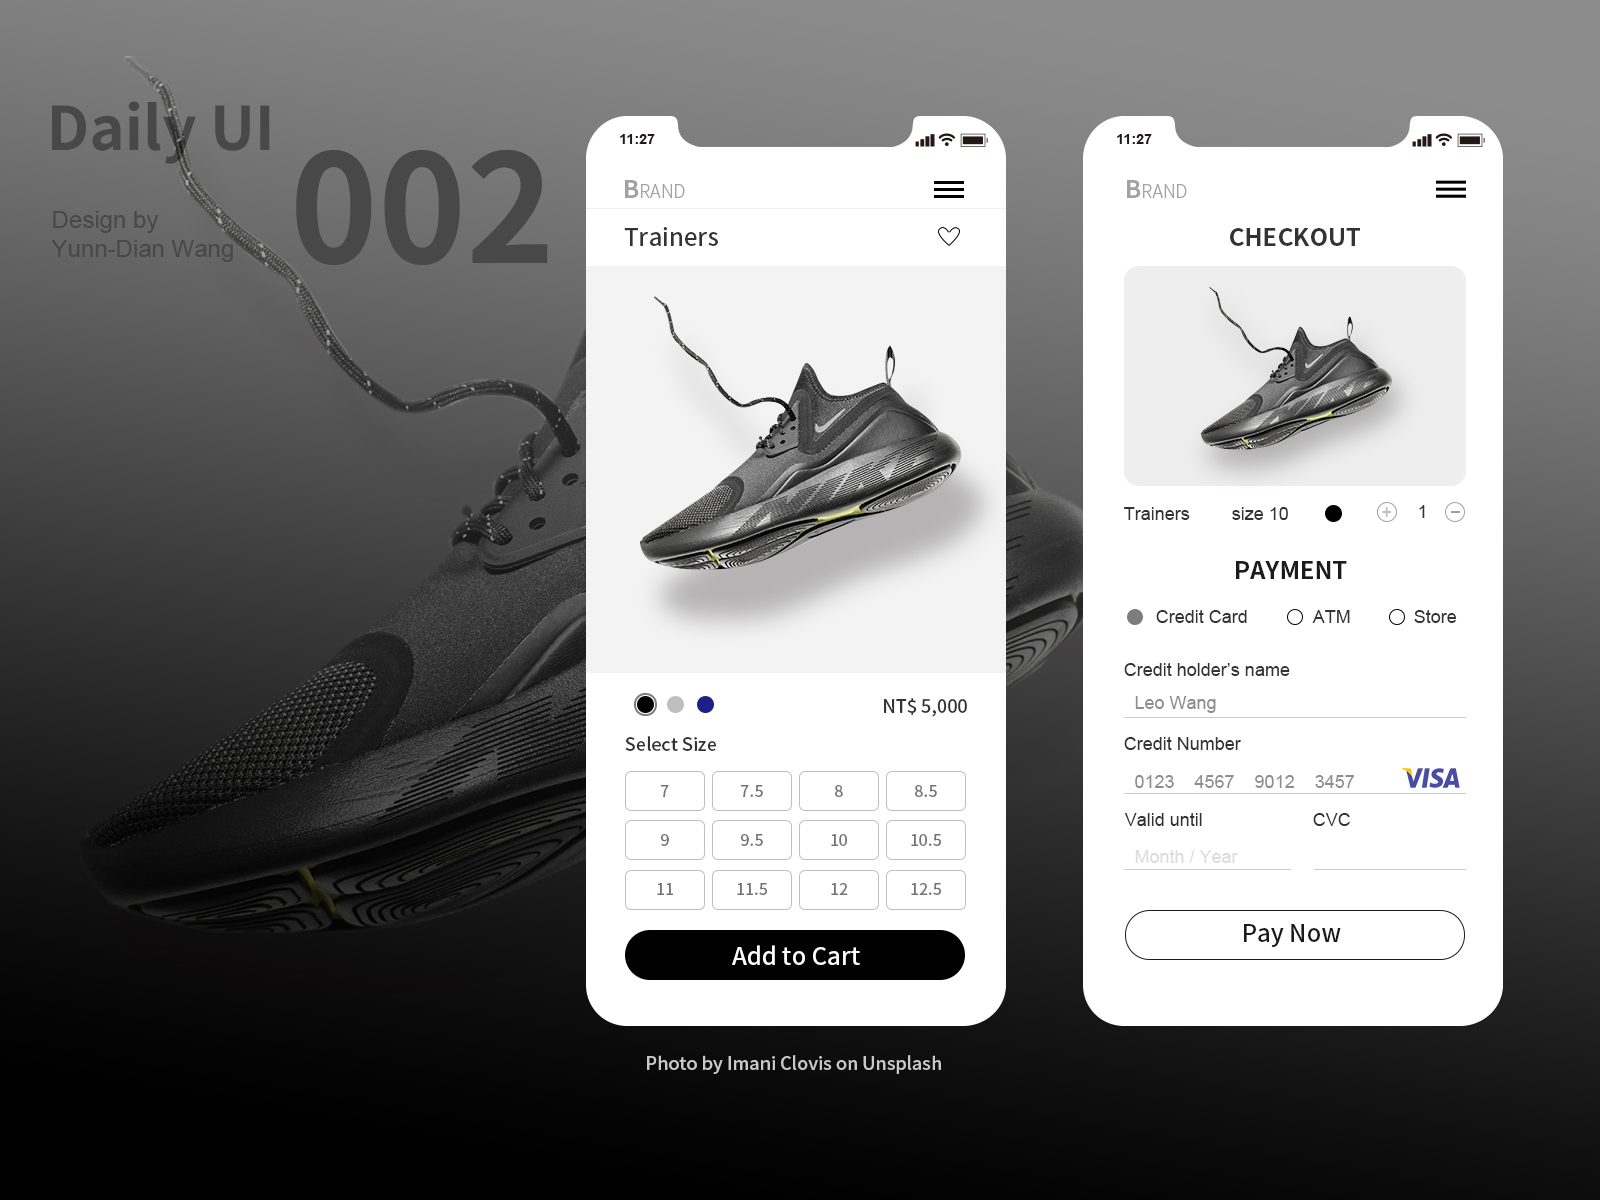 Daily UI
002
Design by
Yunn-Dian Wang
11:27
BRAND
Trainers
NT$ 5,000
Select Size
7 7.5 8 8.5
9 9.5 10 10.5
11 11.5 12 12.5
Add to Cart
Photo by Imani Clovis on Unsplash
11:27
BRAND
CHECKOUT
Trainers size 10 1
PAYMENT
Credit Card ATM Store
Credit holder’s name
Leo Wang
Credit Number
0123 4567 9012 3457 VISA
Valid until CVC
Month / Year
Pay Now